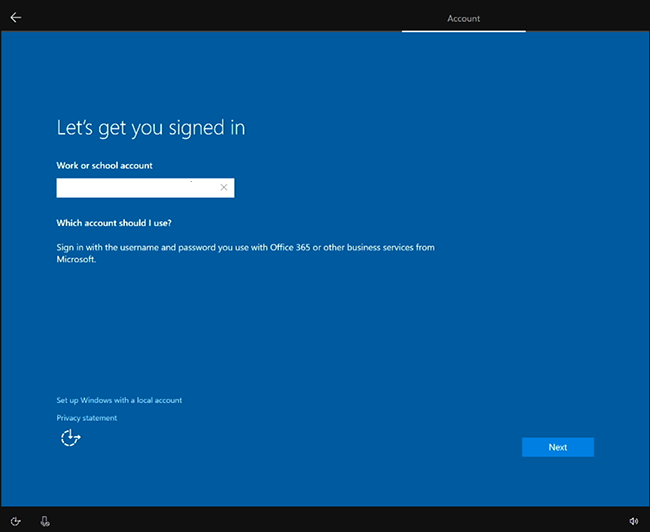 Account
Let's get you signed in
Work or school account
Which account should I use?
Sign in with the username and password you use with Office 365 or other business services from
Microsoft.
Set up Windows with a local account
Privacy statement
Next